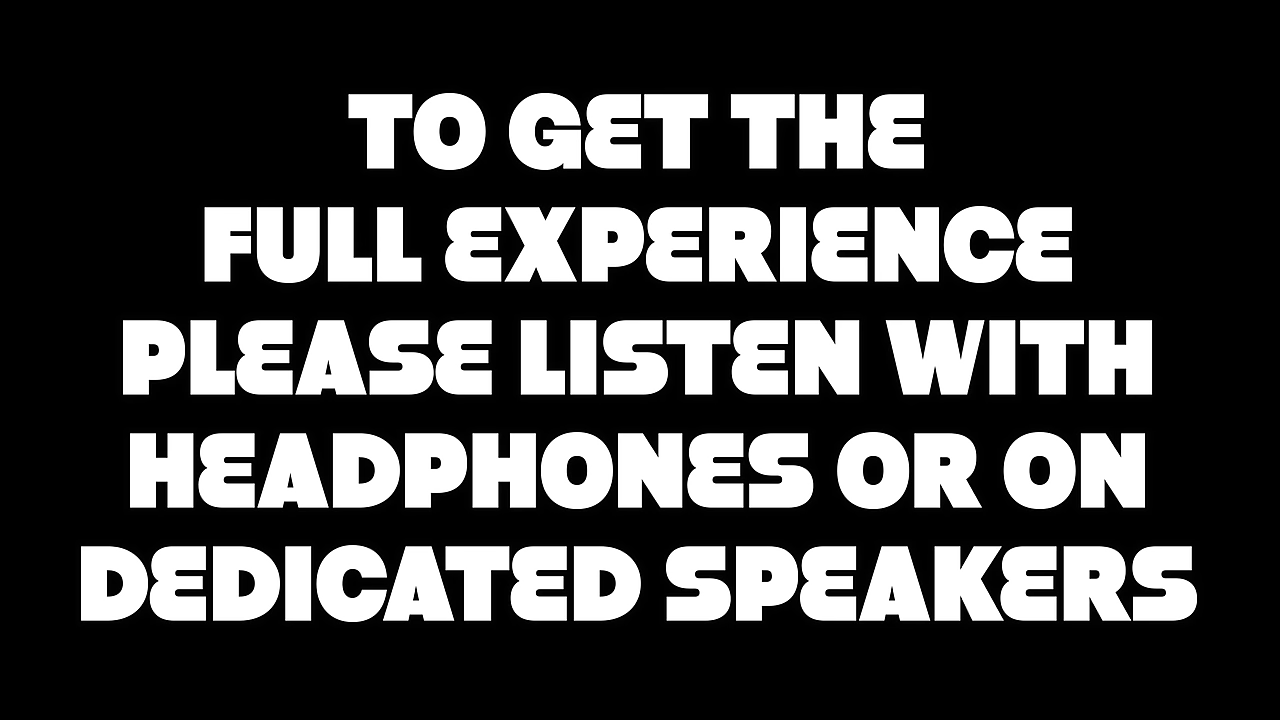 TO GET THE
FULL EXPERIENCE
PLEASE LISTEN WITH
HEADPHONES OR ON
DEDICATED SPEAKERS